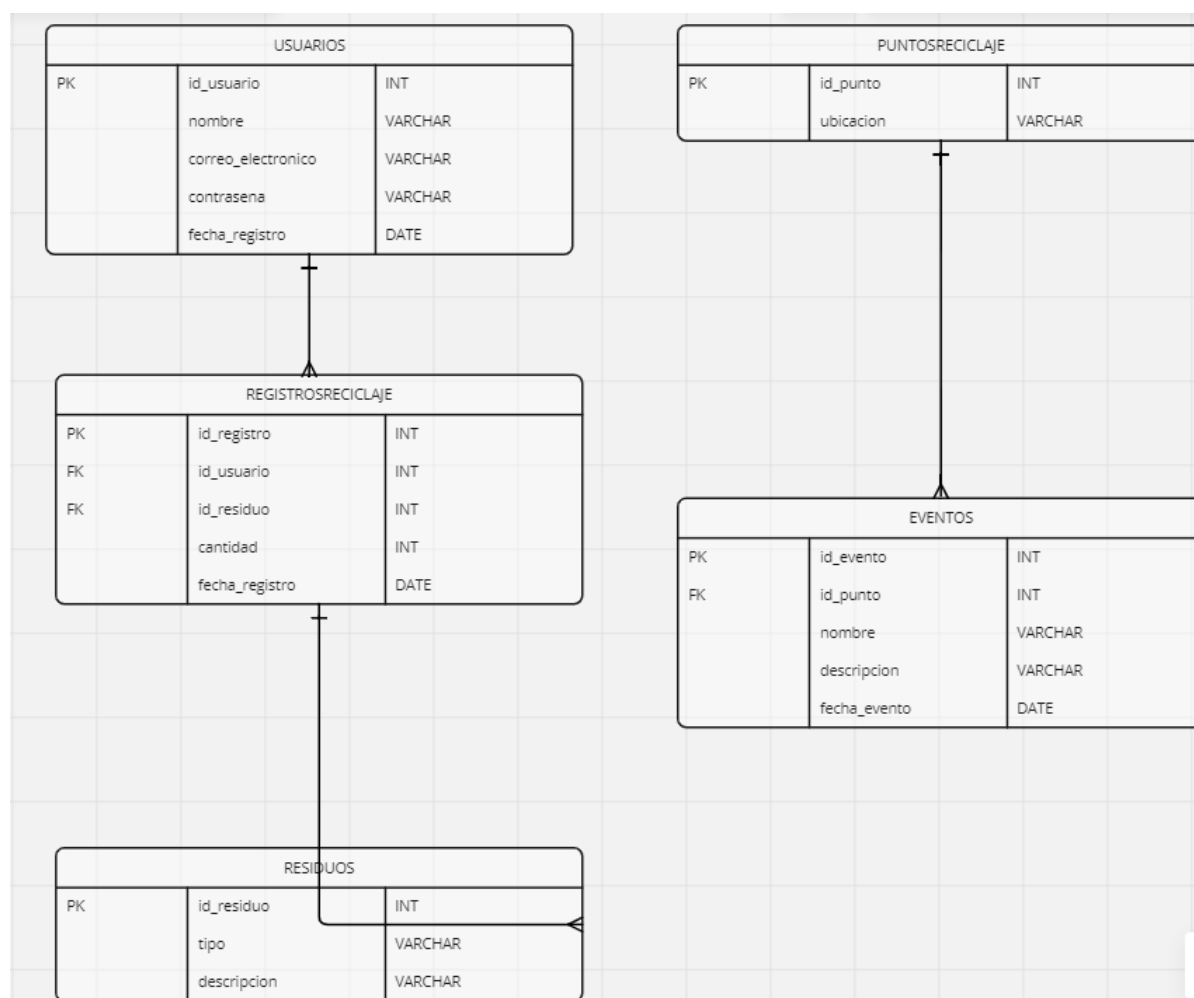 USUARIOS
PK id_usuario INT
nombre VARCHAR
correo_electronico VARCHAR
contrasena VARCHAR
fecha_registro DATE
REGISTROSRECICLAJE
PK id_registro INT
FK id_usuario INT
FK id_residuo INT
cantidad INT
fecha_registro DATE
RESIDUOS
PK id_residuo INT
tipo VARCHAR
descripcion VARCHAR
PUNTOSRECICLAJE
PK id_punto INT
ubicacion VARCHAR
EVENTOS
PK id_evento INT
FK id_punto INT
nombre VARCHAR
descripcion VARCHAR
fecha_evento DATE